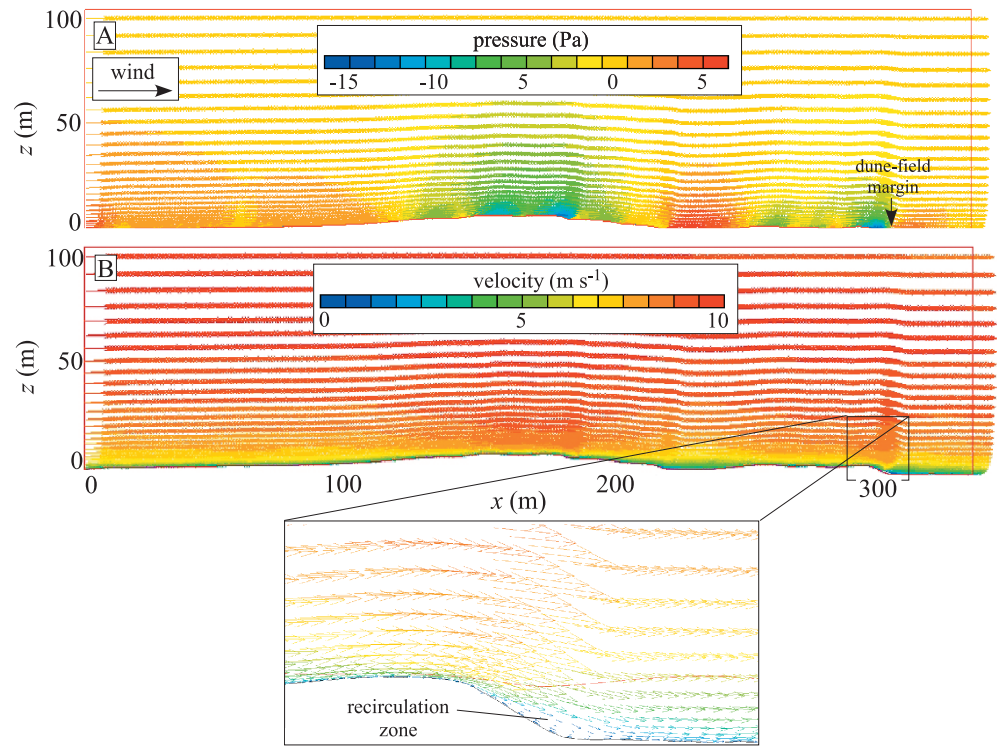 100
A
pressure (Pa)
-15
-10
-5
0
5
wind
z (m)
50
dune-field
margin
0
B
100
velocity (m s-1)
0
5
10
z (m)
50
0
0
100
200
300
x (m)
recirculation
zone